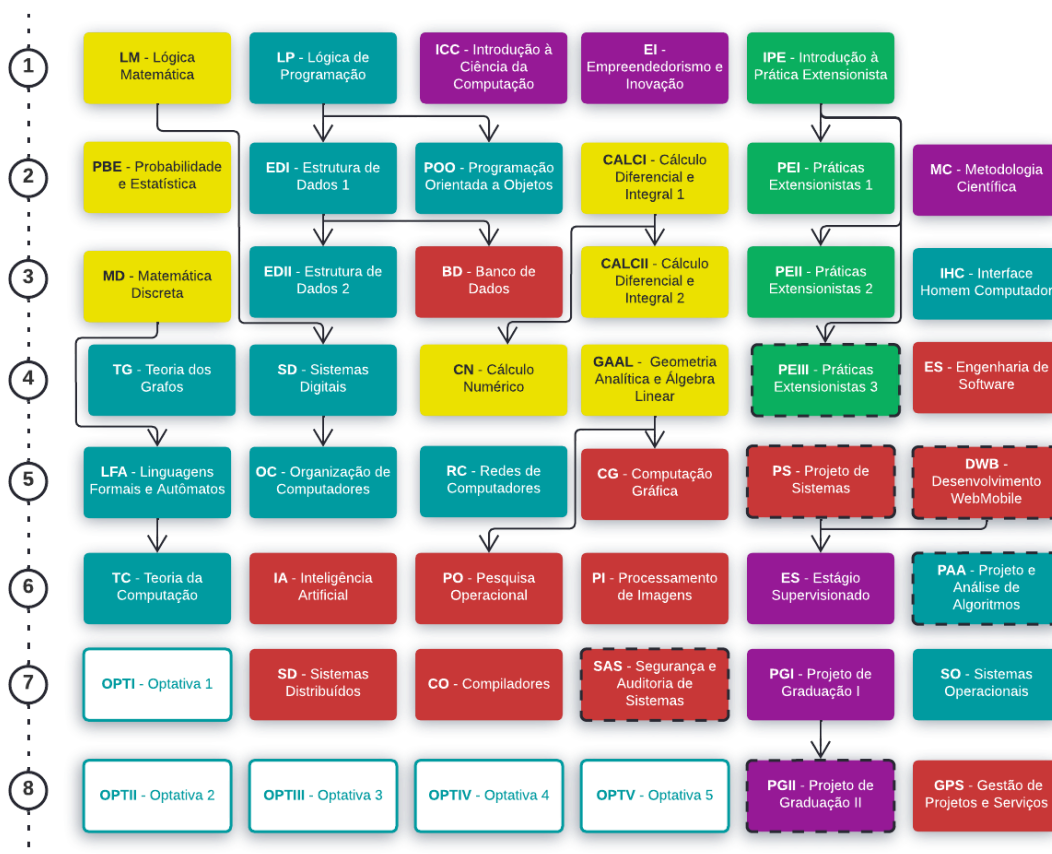 1
LM - Lógica
Matemática
LP - Lógica de
Programação
ICC - Introdução à
Ciência da
Computação
EI -
Empreendedorismo e
Inovação
IPE - Introdução à
Prática Extensionista
2
PBE - Probabilidade
e Estatística
EDI - Estrutura de
Dados 1
POO - Programação
Orientada a Objetos
CALCI - Cálculo
Diferencial e
Integral 1
PEI - Práticas
Extensionistas 1
MC - Metodologia
Científica
3
MD - Matemática
Discreta
EDII - Estrutura de
Dados 2
BD - Banco de
Dados
CALCII - Cálculo
Diferencial e
Integral 2
PEII - Práticas
Extensionistas 2
IHC - Interface
Homem Computador
4
TG - Teoria dos
Grafos
SD - Sistemas
Digitais
CN - Cálculo
Numérico
GAAL - Geometria
Analítica e Álgebra
Linear
PEIII - Práticas
Extensionistas 3
ES - Engenharia de
Software
5
LFA - Linguagens
Formais e Autômatos
OC - Organização de
Computadores
RC - Redes de
Computadores
CG - Computação
Gráfica
PS - Projeto de
Sistemas
DWB -
Desenvolvimento
WebMobile
6
TC - Teoria da
Computação
IA - Inteligência
Artificial
PO - Pesquisa
Operacional
PI - Processamento
de Imagens
ES - Estágio
Supervisionado
PAA - Projeto e
Análise de
Algoritmos
7
OPTI - Optativa 1
SD - Sistemas
Distribuídos
CO - Compiladores
SAS - Segurança e
Auditoria de
Sistemas
PGI - Projeto de
Graduação I
SO - Sistemas
Operacionais
8
OPTII - Optativa 2
OPTIII - Optativa 3
OPTIV - Optativa 4
OPTV - Optativa 5
PGII - Projeto de
Graduação II
GPS - Gestão de
Projetos e Serviços